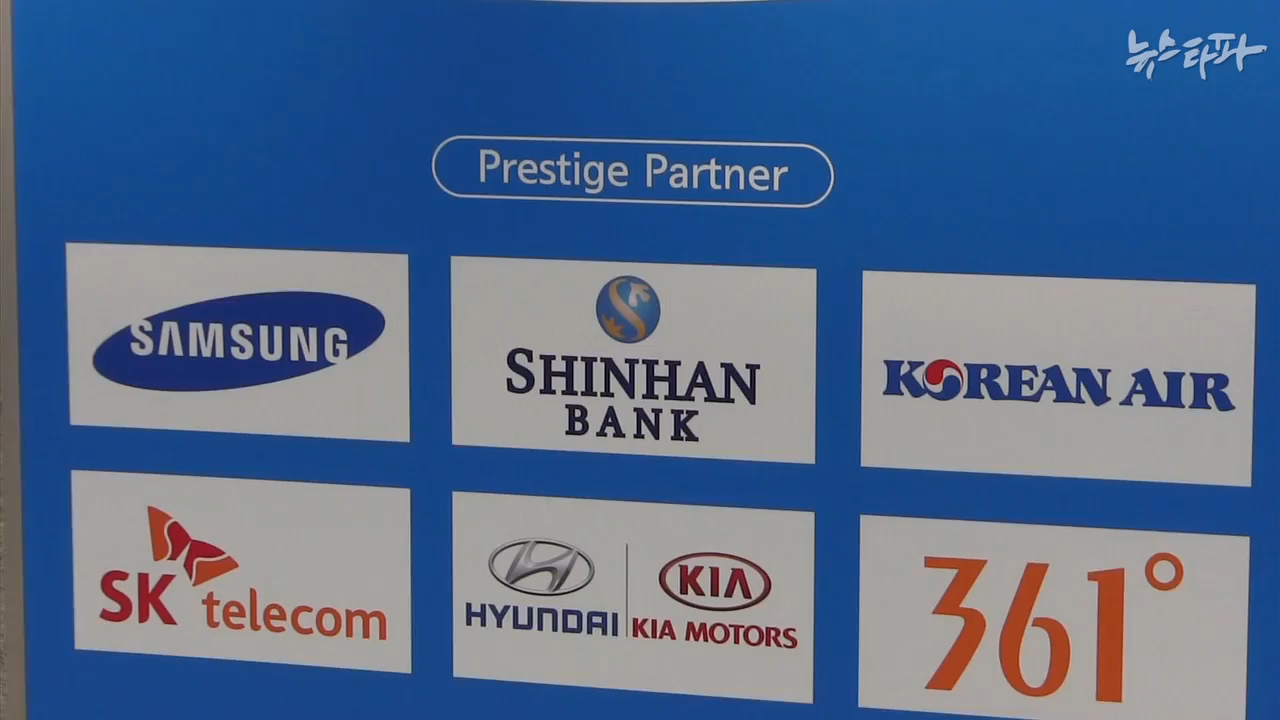 뉴스타파
Prestige Partner
SAMSUNG
SHINHAN
BANK
KOREAN AIR
SK telecom
HYUNDAI
KIA
KIA MOTORS
361°